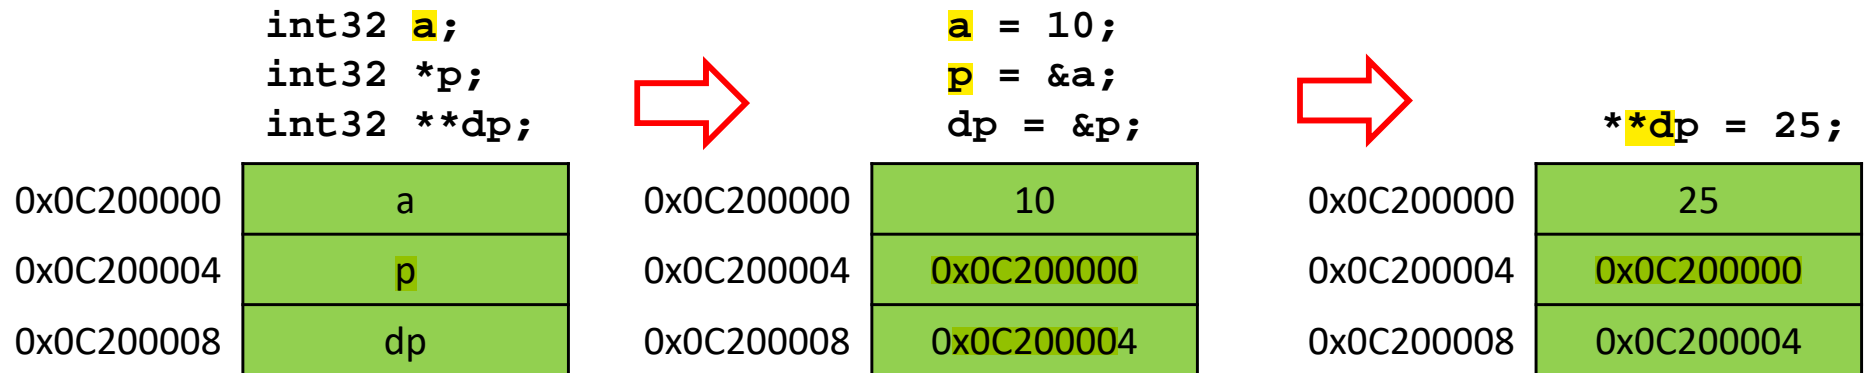 int32 a;
int32 *p;
int32 **dp;
0x0C200000 a
0x0C200004 p
0x0C200008 dp
a = 10;
p = &a;
dp = &p;
0x0C200000 10
0x0C200004 0x0C200000
0x0C200008 0x0C200004
**dp = 25;
0x0C200000 25
0x0C200004 0x0C200000
0x0C200008 0x0C200004